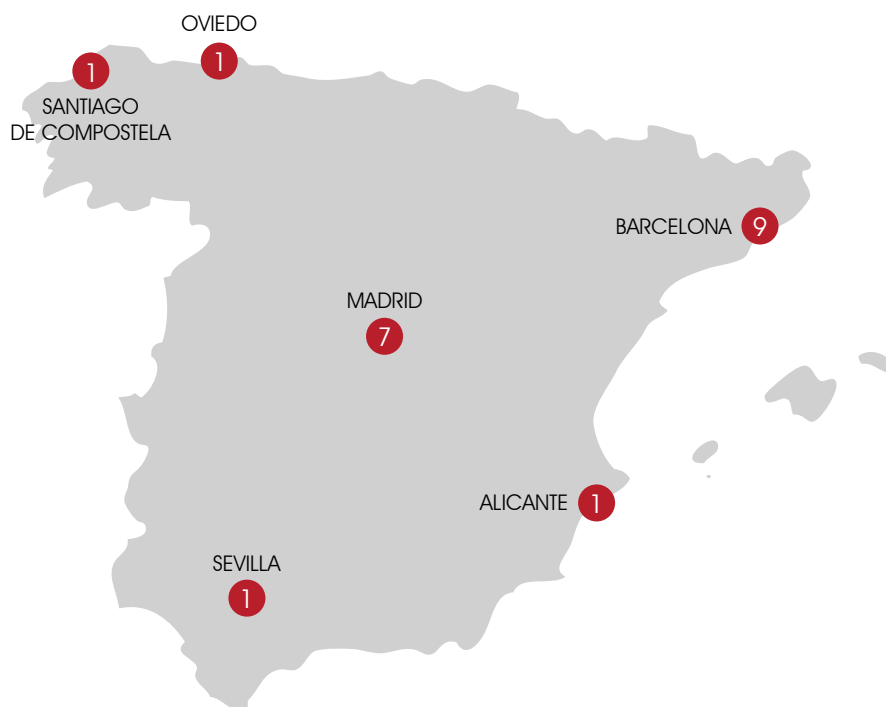 OVIEDO
1
1
SANTIAGO
DE COMPOSTELA
BARCELONA 9
MADRID
7
ALICANTE 1
SEVILLA
1